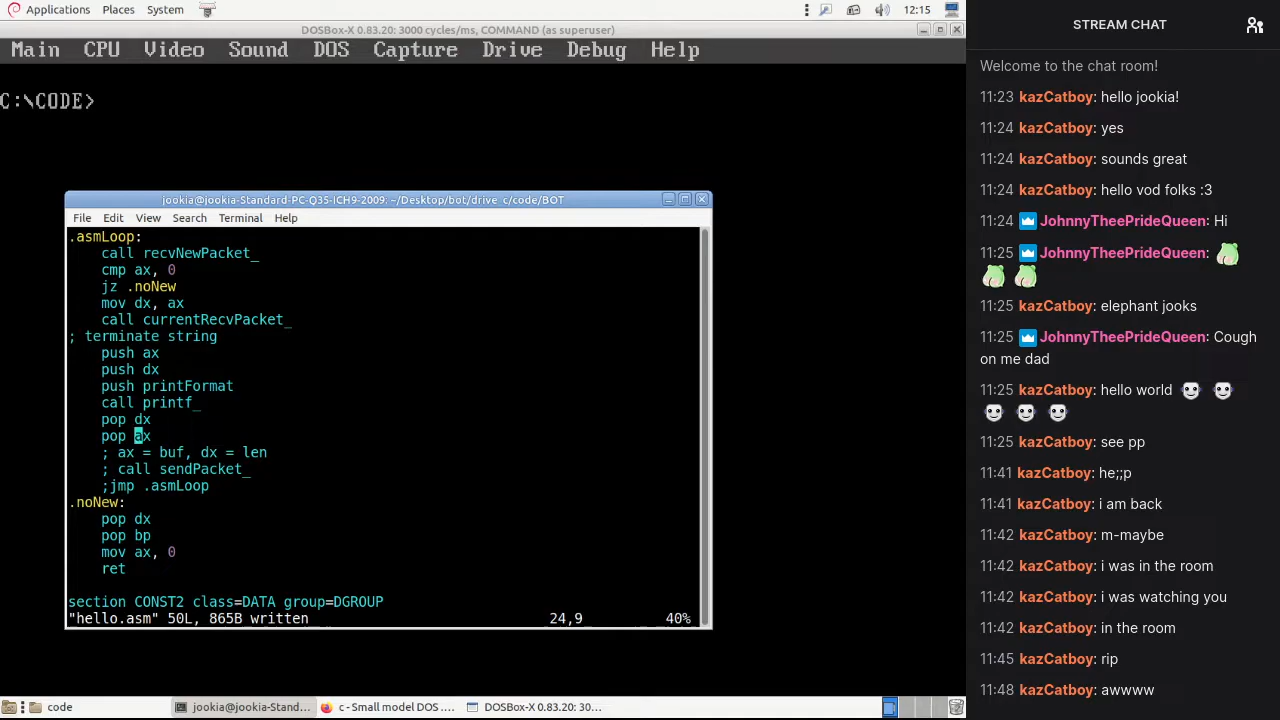 Applications Places System
12:15
DOSBox-X 0.83.20: 3000 cycles/ms, COMMAND (as superuser)
Main CPU Video Sound DOS Capture Drive Debug Help
C:\CODE>
jookia@jookia-Standard-PC-Q35-ICH9-2009: ~/Desktop/bot/drive_c/code/BOT
File Edit View Search Terminal Help
.asmLoop:
call recvNewPacket_
cmp ax, 0
jz .noNew
mov dx, ax
call currentRecvPacket_
; terminate string
push ax
push dx
push printFormat
call printf_
pop dx
pop ax
; ax = buf, dx = len
; call sendPacket_
;jmp .asmLoop
.noNew:
pop dx
pop bp
mov ax, 0
ret
section CONST2 class=DATA group=DGROUP
"hello.asm" 50L, 865B written 24,9 40%
code
jookia@jookia-Stand...
c - Small model DOS ....
DOSBox-X 0.83.20: 30...
STREAM CHAT
Welcome to the chat room!
11:23 kazCatboy: hello jookia!
11:24 kazCatboy: yes
11:24 kazCatboy: sounds great
11:24 kazCatboy: hello vod folks :3
11:24 JohnnyTheePrideQueen: Hi
11:25 JohnnyTheePrideQueen:
11:25 kazCatboy: elephant jooks
11:25 JohnnyTheePrideQueen: Cough
on me dad
11:25 kazCatboy: hello world
11:25 kazCatboy: see pp
11:41 kazCatboy: he;;p
11:41 kazCatboy: i am back
11:42 kazCatboy: m-maybe
11:42 kazCatboy: i was in the room
11:42 kazCatboy: i was watching you
11:42 kazCatboy: in the room
11:45 kazCatboy: rip
11:48 kazCatboy: awwww